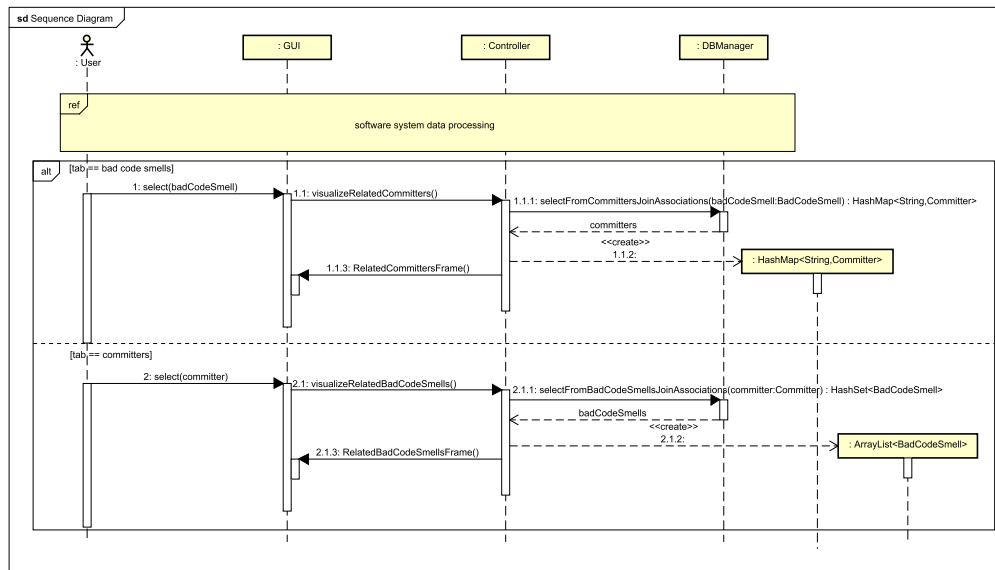 sd Sequence Diagram
: User
: GUI
: Controller
: DBManager
ref
software system data processing
alt
[tab == bad code smells]
1: select(badCodeSmell)
1.1: visualizeRelatedCommitters()
1.1.1: selectFromCommittersJoinAssociations(badCodeSmell:BadCodeSmell) : HashMap<String,Committer>
committers
<<create>>
1.1.2:
: HashMap<String,Committer>
1.1.3: RelatedCommittersFrame()
[tab == committers]
2: select(committer)
2.1: visualizeRelatedBadCodeSmells()
2.1.1: selectFromBadCodeSmellsJoinAssociations(committer:Committer) : HashSet<BadCodeSmell>
badCodeSmells
<<create>>
2.1.2:
: ArrayList<BadCodeSmell>
2.1.3: RelatedBadCodeSmellsFrame()